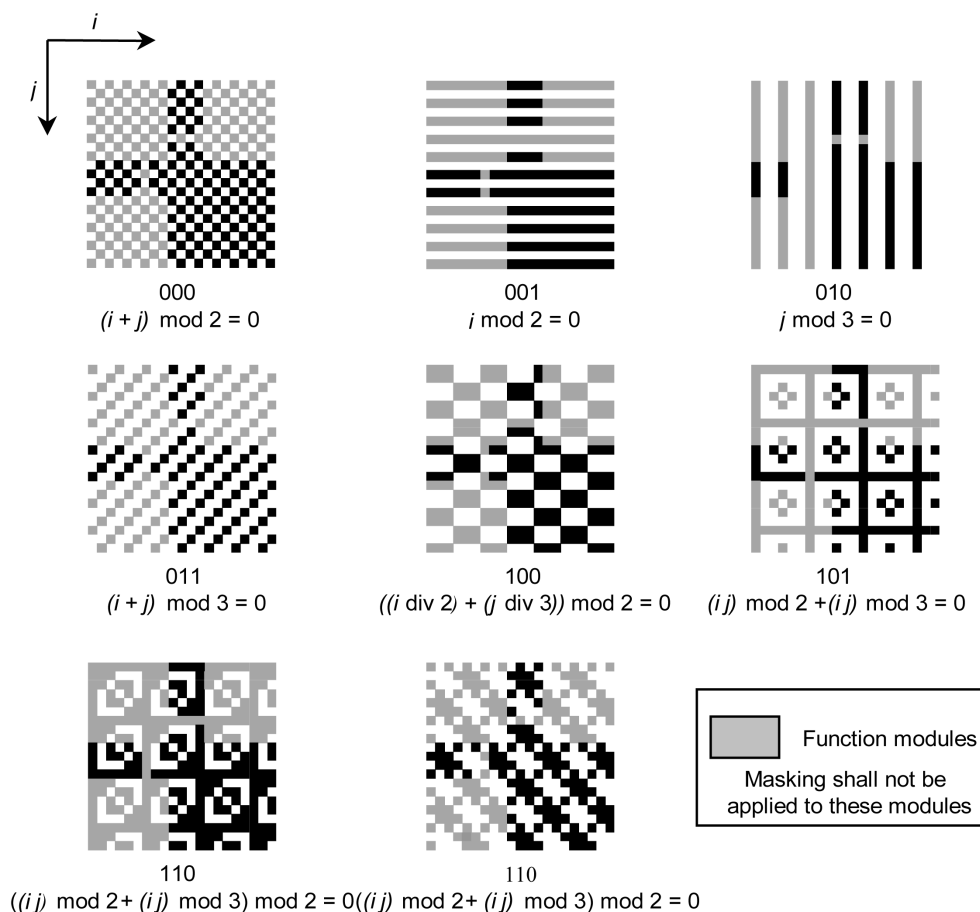 i
j
000
(i + j) mod 2 = 0
001
i mod 2 = 0
010
j mod 3 = 0
011
(i + j) mod 3 = 0
100
((i div 2) + (j div 3)) mod 2 = 0
101
(i j) mod 2 +(i j) mod 3 = 0
110
((i j) mod 2+ (i j) mod 3) mod 2 = 0
110
((i j) mod 2+ (i j) mod 3) mod 2 = 0
Function modules
Masking shall not be
applied to these modules